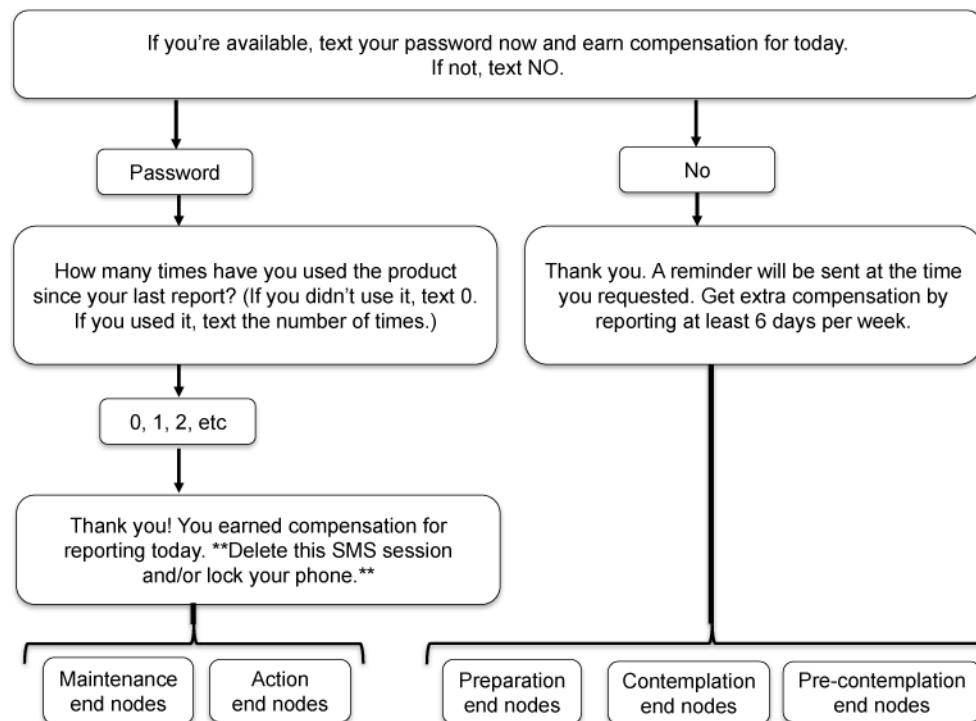 If you’re available, text your password now and earn compensation for today.
If not, text NO.
Password
No
How many times have you used the product
since your last report? (If you didn’t use it, text 0.
If you used it, text the number of times.)
Thank you. A reminder will be sent at the time
you requested. Get extra compensation by
reporting at least 6 days per week.
0, 1, 2, etc
Thank you! You earned compensation for
reporting today. **Delete this SMS session
and/or lock your phone.**
Maintenance
end nodes
Action
end nodes
Preparation
end nodes
Contemplation
end nodes
Pre-contemplation
end nodes